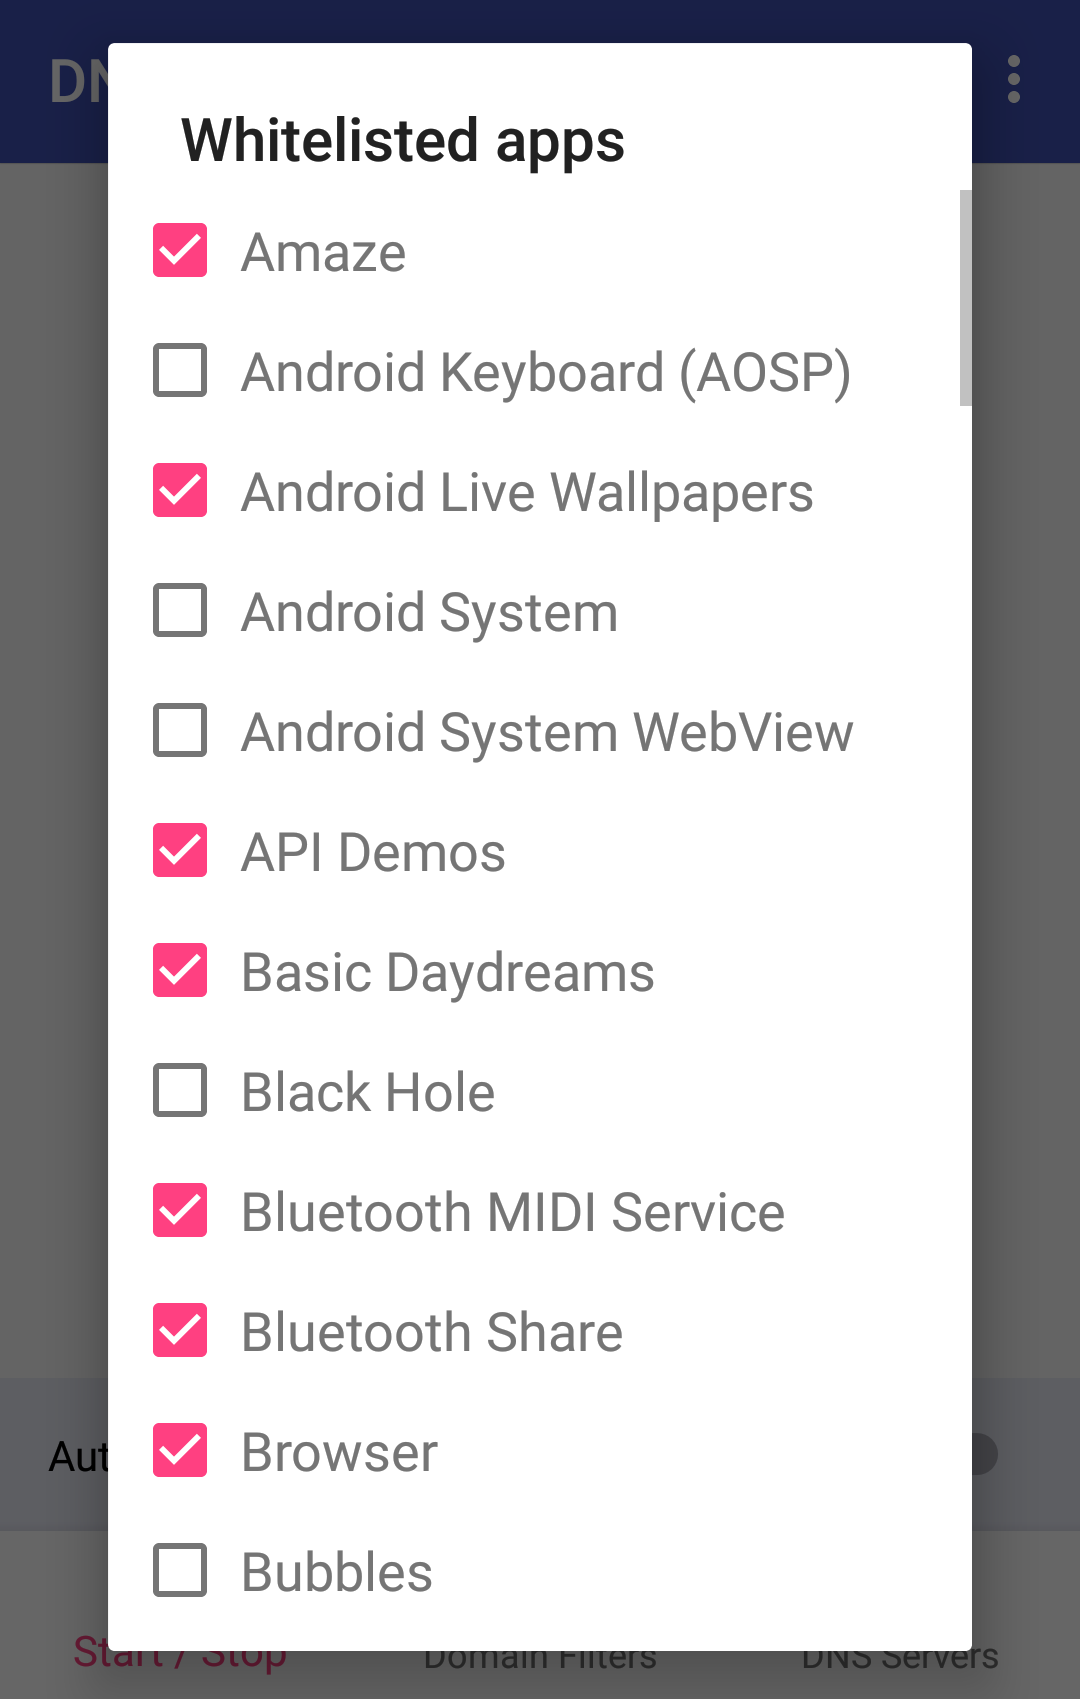 DN
Whitelisted apps
Amaze
Android Keyboard (AOSP)
Android Live Wallpapers
Android System
Android System WebView
API Demos
Basic Daydreams
Black Hole
Bluetooth MIDI Service
Bluetooth Share
Browser
Aut
Bubbles
Start / Stop Domain Filters DNS Servers